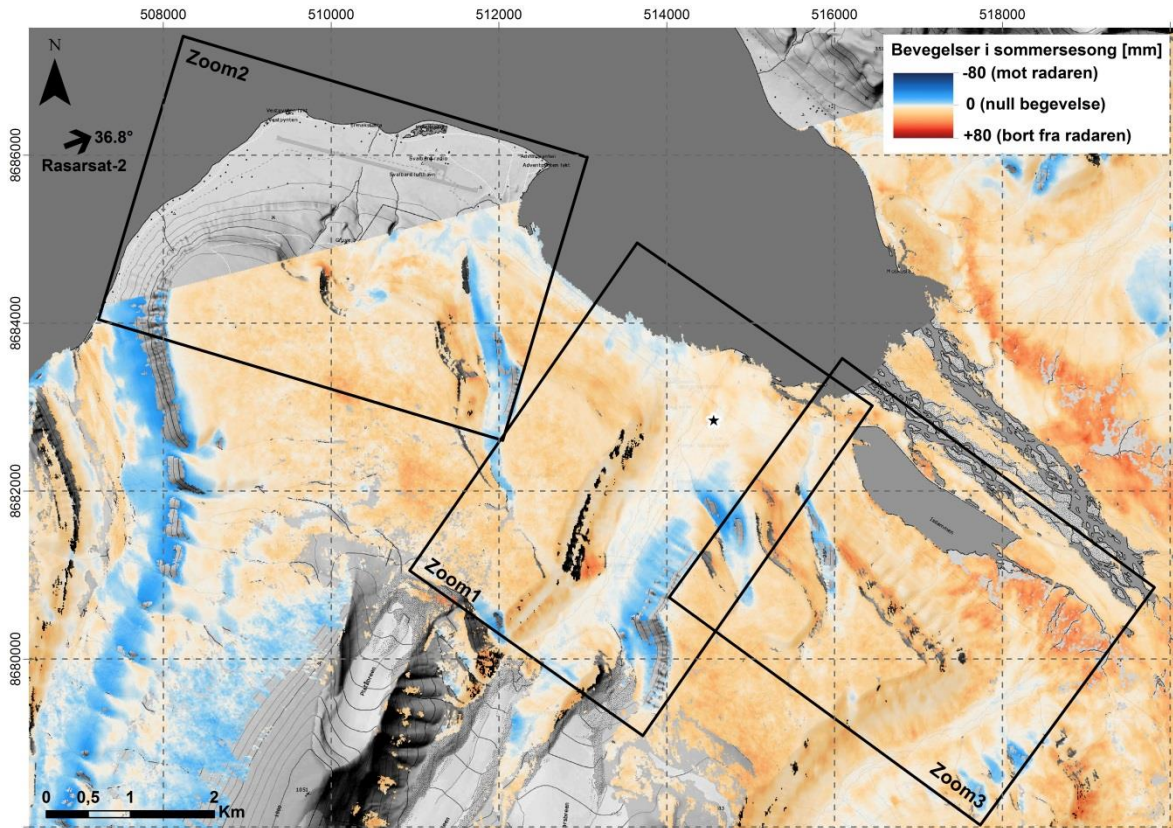 508000 510000 512000 514000 516000 518000
Bevegelser i sommersesong [mm]
-80 (mot radaren)
0 (null begevelse)
+80 (bort fra radaren)
N
36.8°
Rasarsat-2
Zoom2
8686000
8684000
8682000
8680000
Zoom1
Zoom3
Platåbreen
0 0,5 1 2
Km